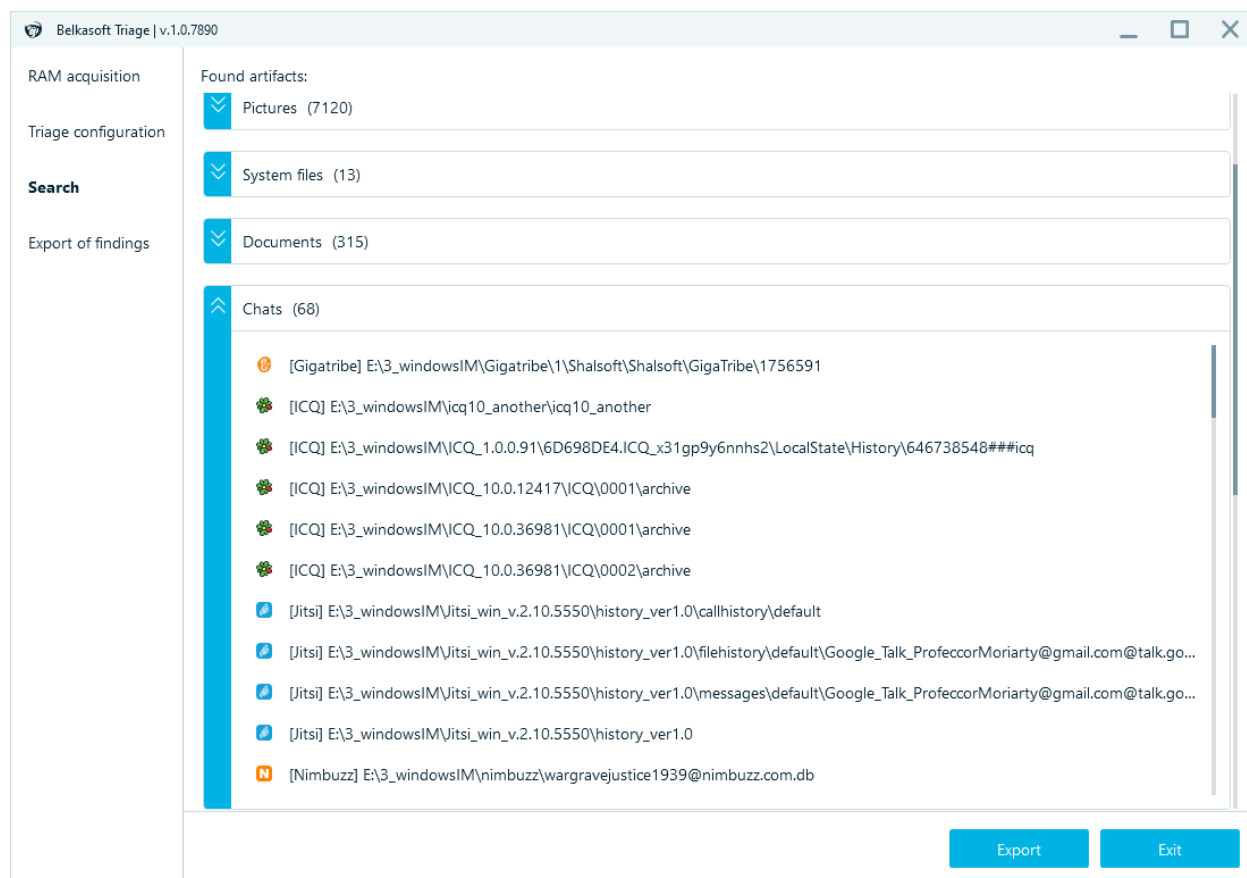 Belkasoft Triage | v.1.0.7890
RAM acquisition
Triage configuration
Search
Export of findings
Found artifacts:
Pictures (7120)
System files (13)
Documents (315)
Chats (68)
[Gigatribe] E:\3_windowsIM\Gigatribe\1\Shalsoft\Shalsoft\GigaTribe\1756591
[ICQ] E:\3_windowsIM\icq10_another\icq10_another
[ICQ] E:\3_windowsIM\ICQ_1.0.0.91\6D698DE4.ICQ_x31gp9y6nnhs2\LocalState\History\646738548###icq
[ICQ] E:\3_windowsIM\ICQ_10.0.12417\ICQ\0001\archive
[ICQ] E:\3_windowsIM\ICQ_10.0.36981\ICQ\0001\archive
[ICQ] E:\3_windowsIM\ICQ_10.0.36981\ICQ\0002\archive
[Jitsi] E:\3_windowsIM\Jitsi_win_v.2.10.5550\history_ver1.0\callhistory\default
[Jitsi] E:\3_windowsIM\Jitsi_win_v.2.10.5550\history_ver1.0\filehistory\default\Google_Talk_ProfeccorMoriarty@gmail.com@talk.go...
[Jitsi] E:\3_windowsIM\Jitsi_win_v.2.10.5550\history_ver1.0\messages\default\Google_Talk_ProfeccorMoriarty@gmail.com@talk.go...
[Jitsi] E:\3_windowsIM\Jitsi_win_v.2.10.5550\history_ver1.0
N [Nimbuzz] E:\3_windowsIM\nimbuzz\wargravejustice1939@nimbuzz.com.db
Export
Exit